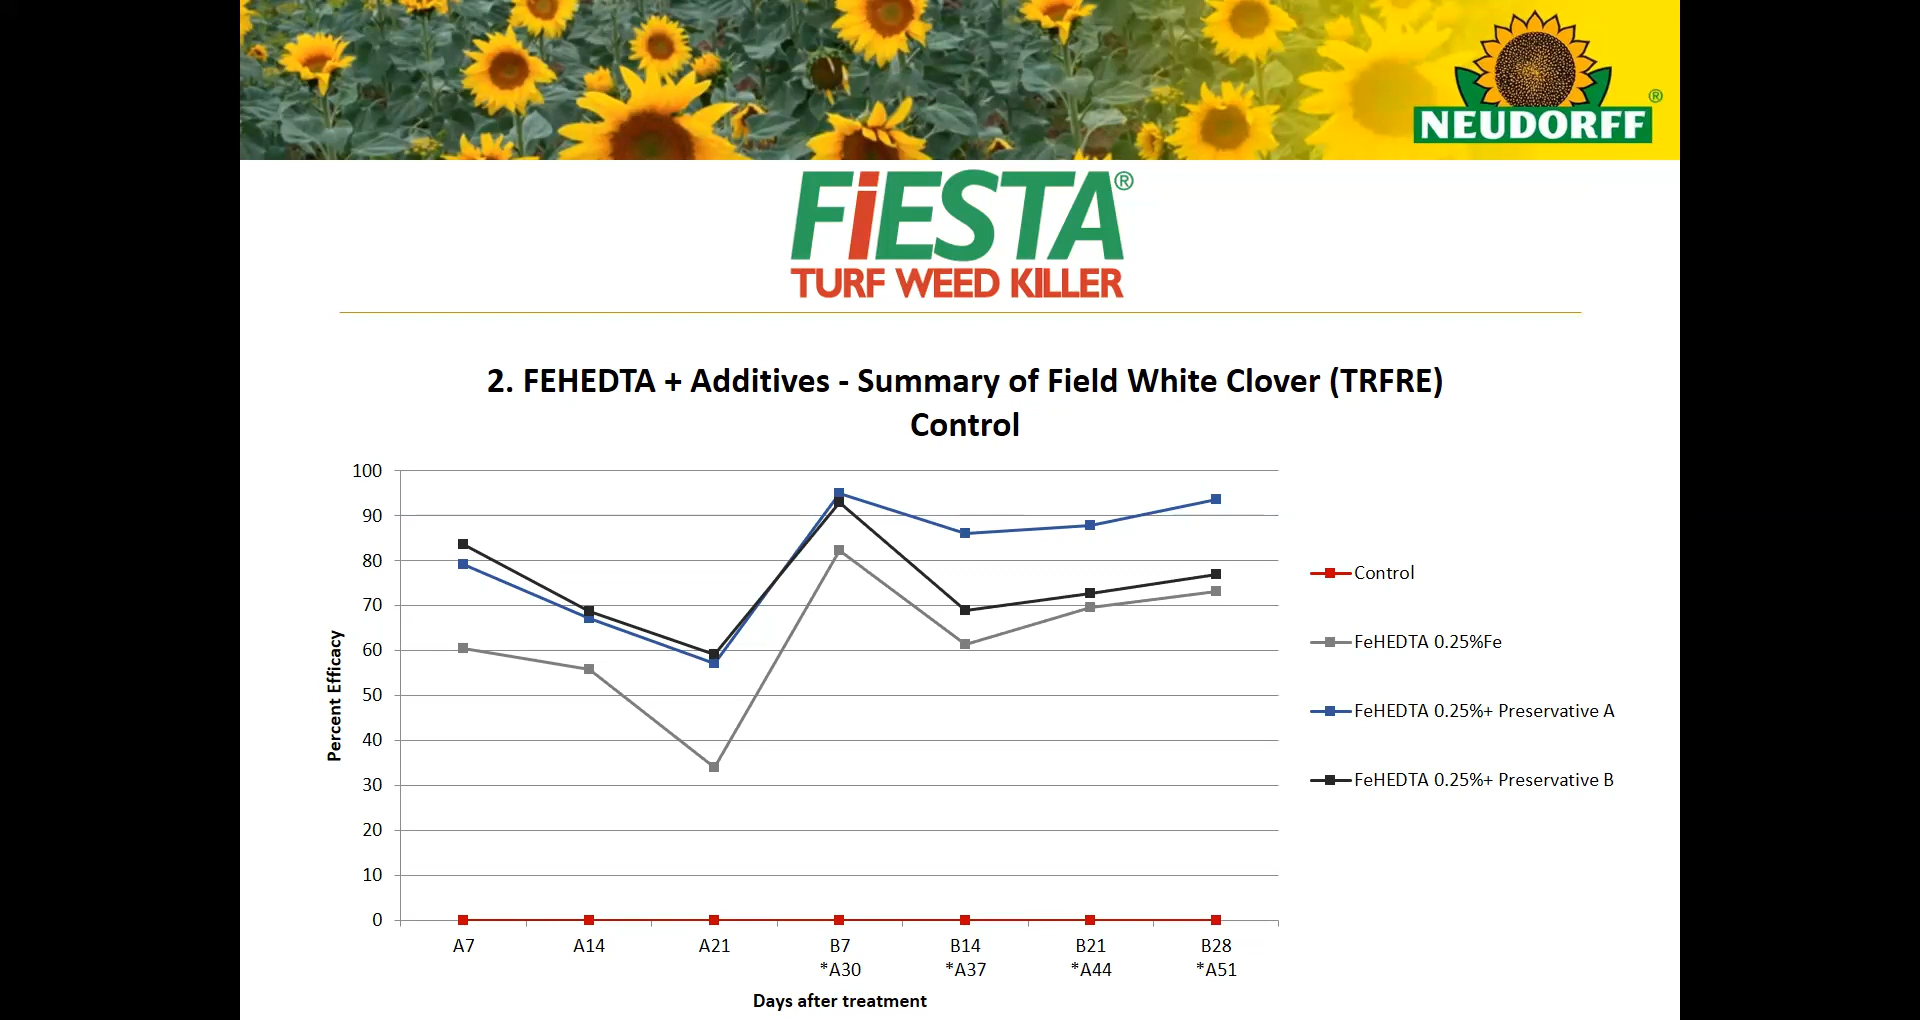 NEUDORFF®
FiESTA®
TURF WEED KILLER
2. FEHEDTA + Additives - Summary of Field White Clover (TRFRE)
Control
100
90
80
70
60
50
40
30
20
10
0
Percent Efficacy
A7 A14 A21 B7 B14 B21 B28
*A30 *A37 *A44 *A51
Days after treatment
Control
FeHEDTA 0.25%Fe
FeHEDTA 0.25%+ Preservative A
FeHEDTA 0.25%+ Preservative B